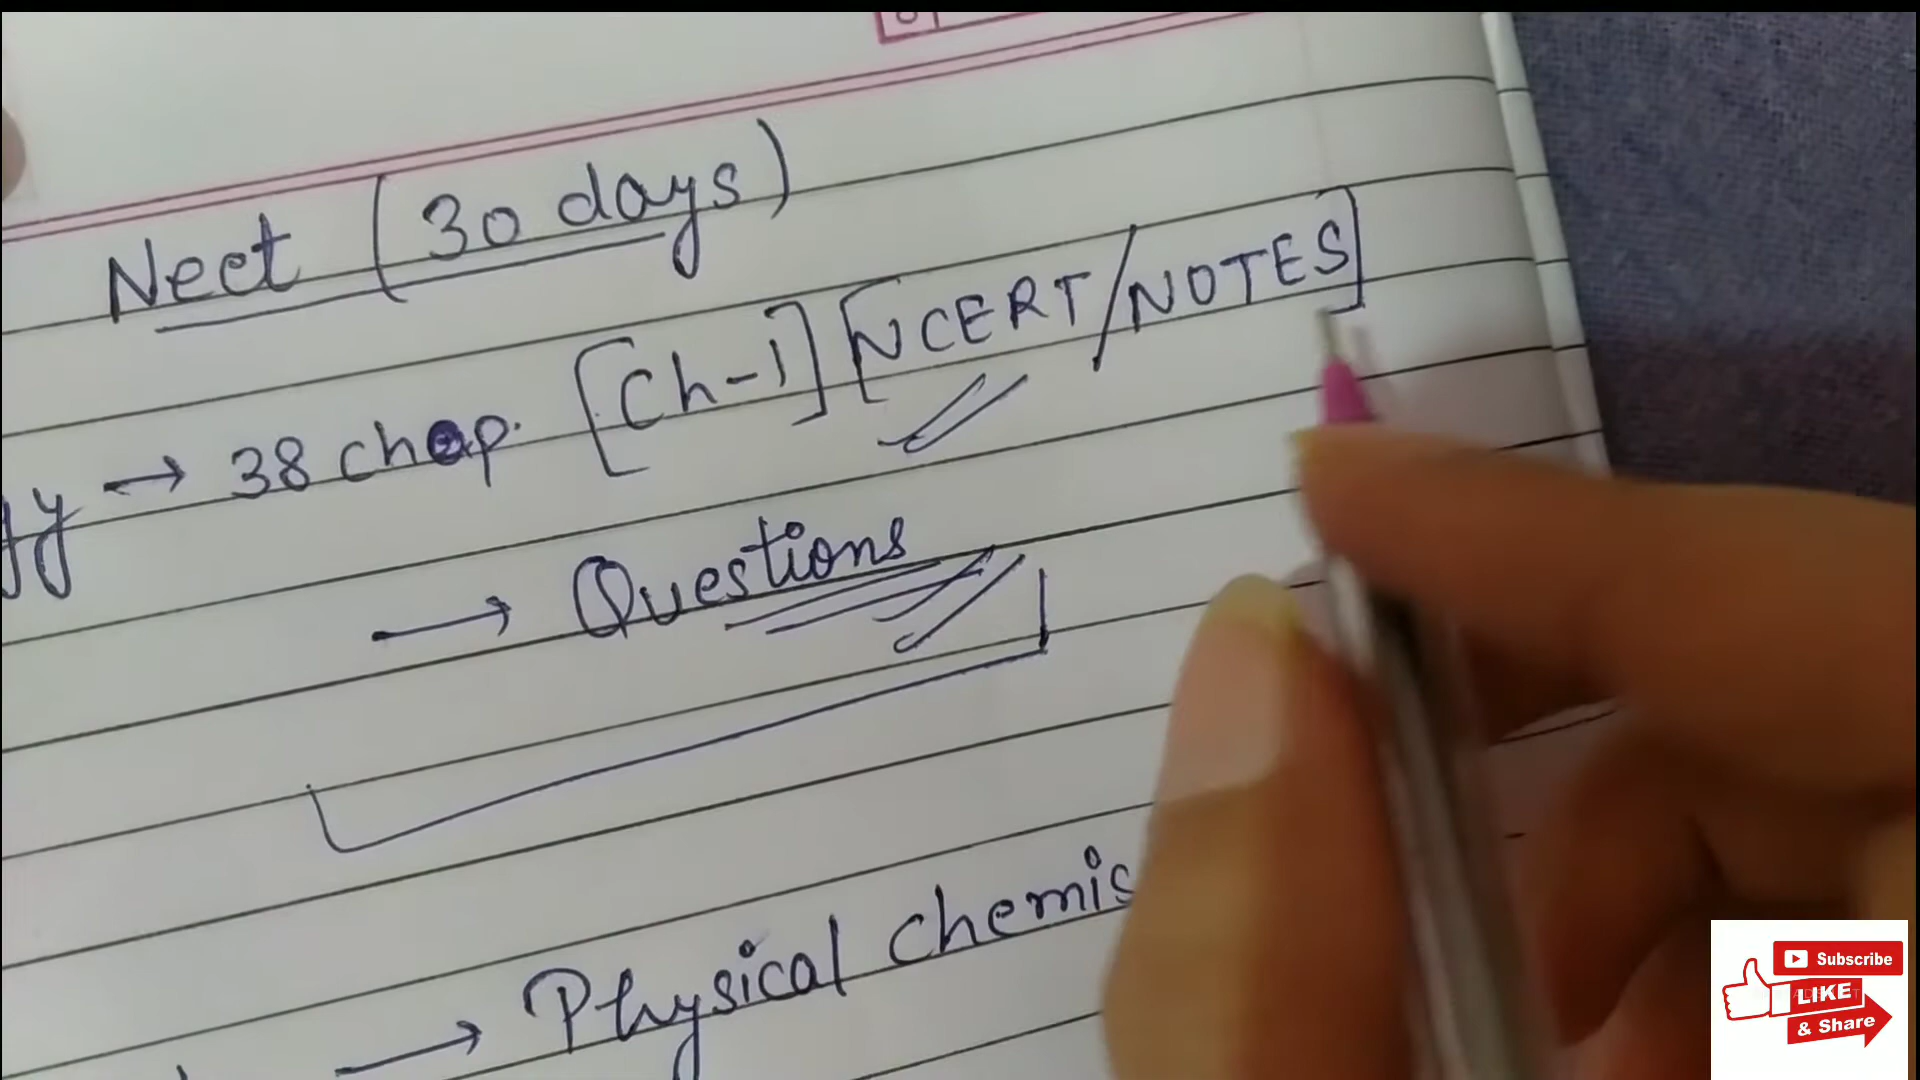 Neet (30 days)
→ 38 chap. [Ch-1] [NCERT/NOTES]
→ Questions
→ Physical chemis
Subscribe
LIKE
& Share